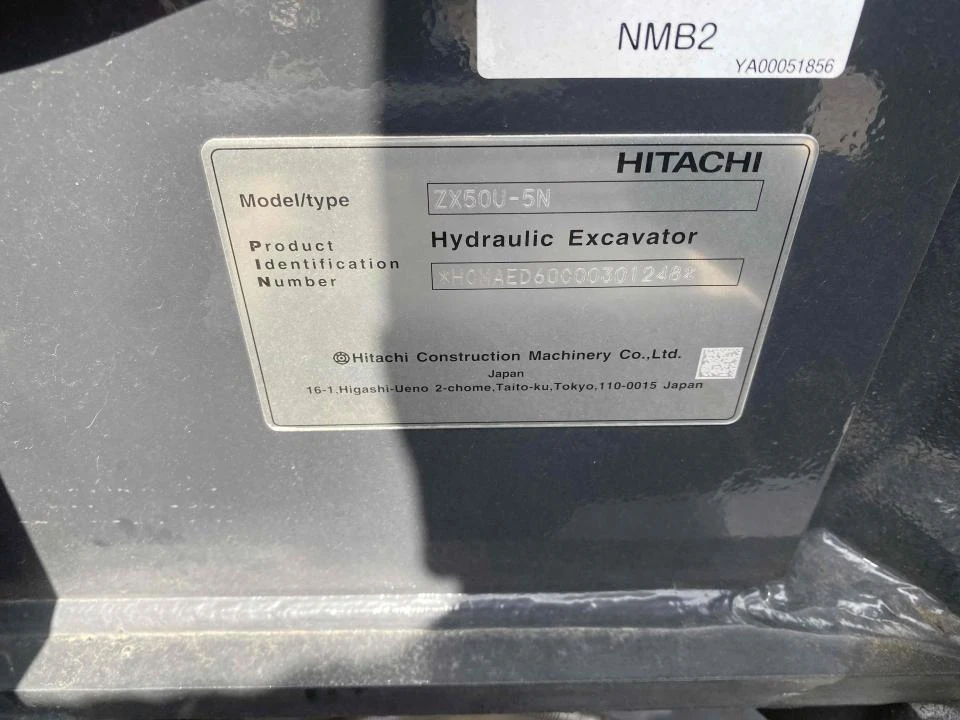 NMB2
YA00051856
HITACHI
Model/type ZX50U-5N
Hydraulic Excavator
Product
Identification
Number *HCMAED60C00301248*
Hitachi Construction Machinery Co.,Ltd.
Japan
16-1,Higashi-Ueno 2-chome,Taito-ku,Tokyo,110-0015 Japan